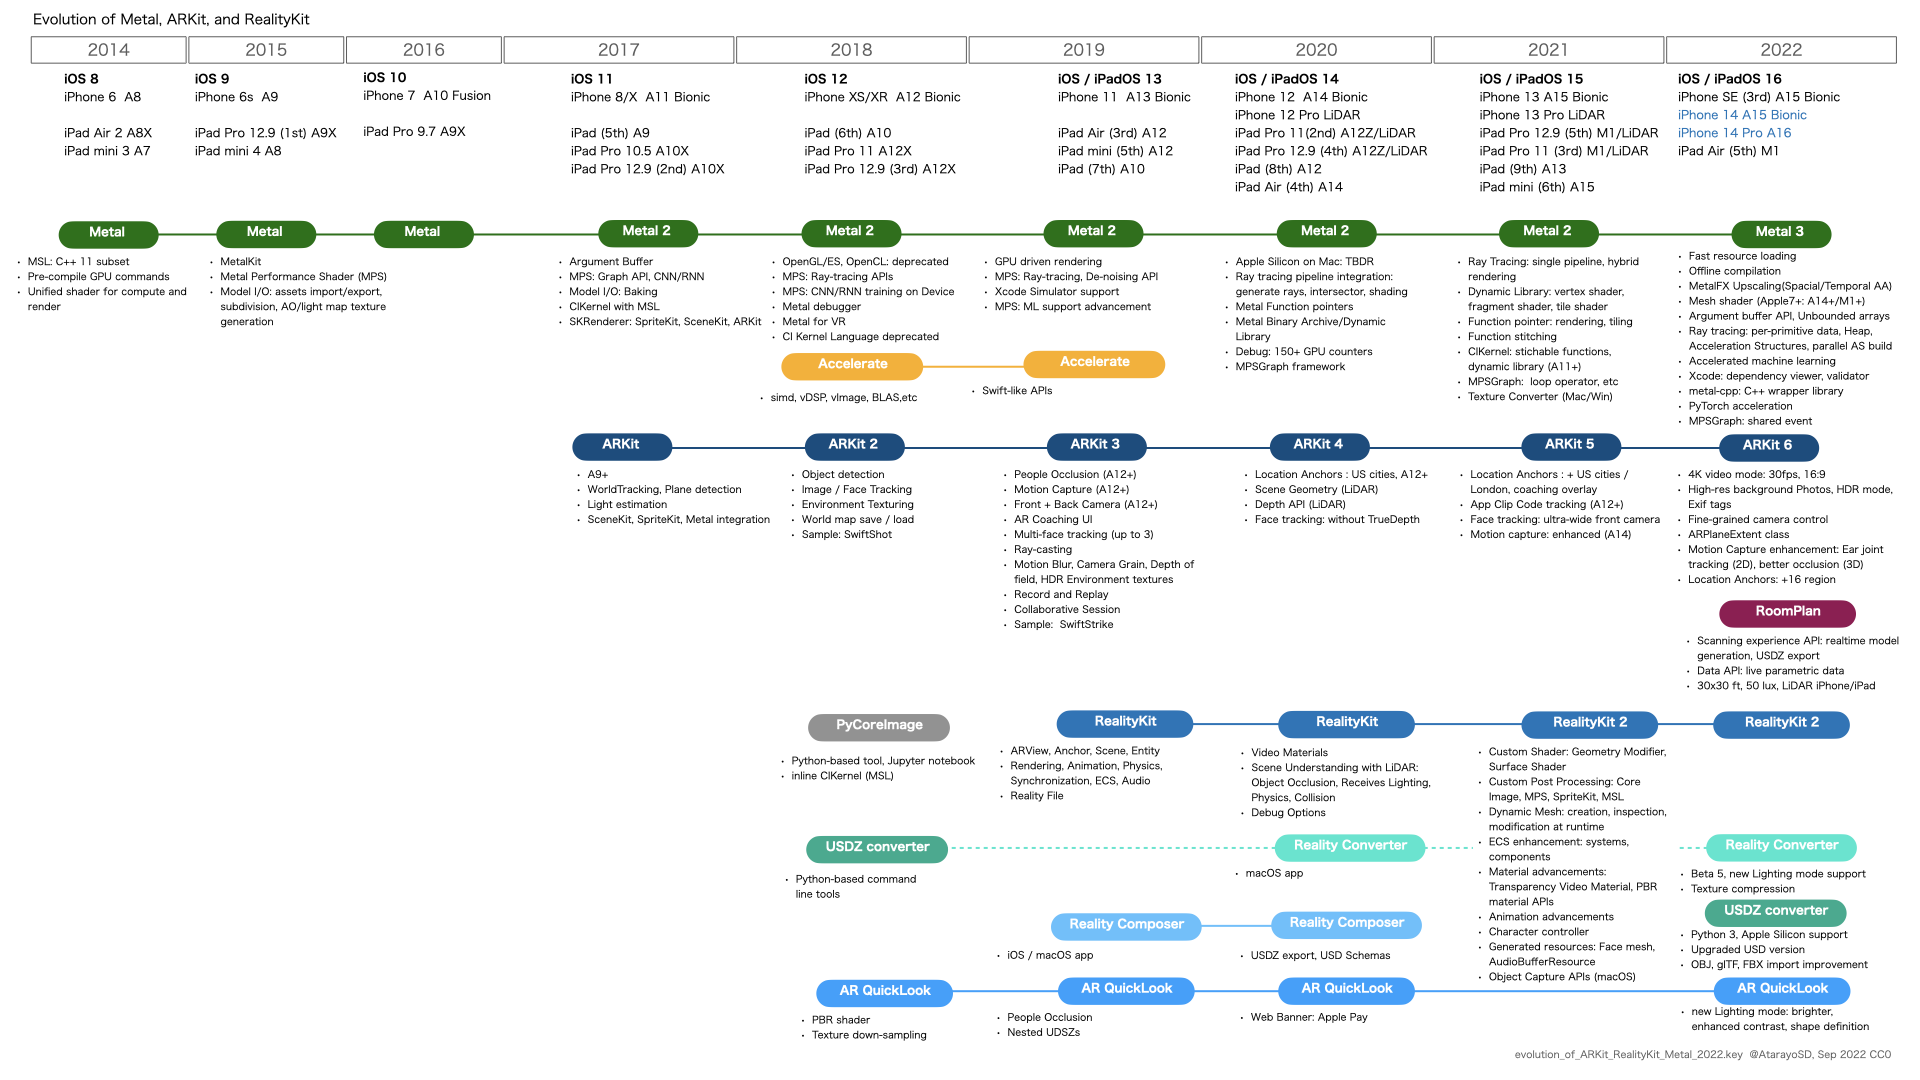 Evolution of Metal, ARKit, and RealityKit
2014
2015
2016
2017
2018
2019
2020
2021
2022
iOS 8
iPhone 6  A8
iPad Air 2 A8X
iPad mini 3 A7
iOS 9
iPhone 6s  A9
iPad Pro 12.9 (1st) A9X
iPad mini 4 A8
iOS 10
iPhone 7  A10 Fusion
iPad Pro 9.7 A9X
iOS 11
iPhone 8/X  A11 Bionic
iPad (5th) A9
iPad Pro 10.5 A10X
iPad Pro 12.9 (2nd) A10X
iOS 12
iPhone XS/XR  A12 Bionic
iPad (6th) A10
iPad Pro 11 A12X
iPad Pro 12.9 (3rd) A12X
iOS / iPadOS 13
iPhone 11  A13 Bionic
iPad Air (3rd) A12
iPad mini (5th) A12
iPad (7th) A10
iOS / iPadOS 14
iPhone 12  A14 Bionic
iPhone 12 Pro LiDAR
iPad Pro 11(2nd) A12Z/LiDAR
iPad Pro 12.9 (4th) A12Z/LiDAR
iPad (8th) A12
iPad Air (4th) A14
iOS / iPadOS 15
iPhone 13 A15 Bionic
iPhone 13 Pro LiDAR
iPad Pro 12.9 (5th) M1/LiDAR
iPad Pro 11 (3rd) M1/LiDAR
iPad (9th) A13
iPad mini (6th) A15
iOS / iPadOS 16
iPhone SE (3rd) A15 Bionic
iPhone 14 A15 Bionic
iPhone 14 Pro A16
iPad Air (5th) M1
Metal
• MSL: C++ 11 subset
• Pre-compile GPU commands
• Unified shader for compute and
render
Metal
• MetalKit
• Metal Performance Shader (MPS)
• Model I/O: assets import/export,
subdivision, AO/light map texture
generation
Metal
Metal 2
• Argument Buffer
• MPS: Graph API, CNN/RNN
• Model I/O: Baking
• CIKernel with MSL
• SKRenderer: SpriteKit, SceneKit, ARKit
Metal 2
• OpenGL/ES, OpenCL: deprecated
• MPS: Ray-tracing APIs
• MPS: CNN/RNN training on Device
• Metal debugger
• Metal for VR
• CI Kernel Language deprecated
Metal 2
• GPU driven rendering
• MPS: Ray-tracing, De-noising API
• Xcode Simulator support
• MPS: ML support advancement
Metal 2
• Apple Silicon on Mac: TBDR
• Ray tracing pipeline integration:
generate rays, intersector, shading
• Metal Function pointers
• Metal Binary Archive/Dynamic
Library
• Debug: 150+ GPU counters
• MPSGraph framework
Metal 2
• Ray Tracing: single pipeline, hybrid
rendering
• Dynamic Library: vertex shader,
fragment shader, tile shader
• Function pointer: rendering, tiling
• Function stitching
• CIKernel: stichable functions,
dynamic library (A11+)
• MPSGraph:  loop operator, etc
• Texture Converter (Mac/Win)
Metal 3
• Fast resource loading
• Offline compilation
• MetalFX Upscaling(Spacial/Temporal AA)
• Mesh shader (Apple7+: A14+/M1+)
• Argument buffer API, Unbounded arrays
• Ray tracing: per-primitive data, Heap,
Acceleration Structures, parallel AS build
• Accelerated machine learning
• Xcode: dependency viewer, validator
• metal-cpp: C++ wrapper library
• PyTorch acceleration
• MPSGraph: shared event
Accelerate
• simd, vDSP, vImage, BLAS,etc
Accelerate
• Swift-like APIs
ARKit
• A9+
• WorldTracking, Plane detection
• Light estimation
• SceneKit, SpriteKit, Metal integration
ARKit 2
• Object detection
• Image / Face Tracking
• Environment Texturing
• World map save / load
• Sample: SwiftShot
ARKit 3
• People Occlusion (A12+)
• Motion Capture (A12+)
• Front + Back Camera (A12+)
• AR Coaching UI
• Multi-face tracking (up to 3)
• Ray-casting
• Motion Blur, Camera Grain, Depth of
field, HDR Environment textures
• Record and Replay
• Collaborative Session
• Sample:  SwiftStrike
ARKit 4
• Location Anchors : US cities, A12+
• Scene Geometry (LiDAR)
• Depth API (LiDAR)
• Face tracking: without TrueDepth
ARKit 5
• Location Anchors : + US cities /
London, coaching overlay
• App Clip Code tracking (A12+)
• Face tracking: ultra-wide front camera
• Motion capture: enhanced (A14)
ARKit 6
• 4K video mode: 30fps, 16:9
• High-res background Photos, HDR mode,
Exif tags
• Fine-grained camera control
• ARPlaneExtent class
• Motion Capture enhancement: Ear joint
tracking (2D), better occlusion (3D)
• Location Anchors: +16 region
RoomPlan
• Scanning experience API: realtime model
generation, USDZ export
• Data API: live parametric data
• 30x30 ft, 50 lux, LiDAR iPhone/iPad
PyCoreImage
• Python-based tool, Jupyter notebook
• inline CIKernel (MSL)
RealityKit
• ARView, Anchor, Scene, Entity
• Rendering, Animation, Physics,
Synchronization, ECS, Audio
• Reality File
RealityKit
• Video Materials
• Scene Understanding with LiDAR:
Object Occlusion, Receives Lighting,
Physics, Collision
• Debug Options
RealityKit 2
• Custom Shader: Geometry Modifier,
Surface Shader
• Custom Post Processing: Core
Image, MPS, SpriteKit, MSL
• Dynamic Mesh: creation, inspection,
modification at runtime
• ECS enhancement: systems,
components
• Material advancements:
Transparency Video Material, PBR
material APIs
• Animation advancements
• Character controller
• Generated resources: Face mesh,
AudioBufferResource
• Object Capture APIs (macOS)
RealityKit 2
USDZ converter
• Python-based command
line tools
Reality Converter
• macOS app
Reality Converter
• Beta 5, new Lighting mode support
• Texture compression
USDZ converter
• Python 3, Apple Silicon support
• Upgraded USD version
• OBJ, glTF, FBX import improvement
Reality Composer
• iOS / macOS app
Reality Composer
• USDZ export, USD Schemas
AR QuickLook
• PBR shader
• Texture down-sampling
AR QuickLook
• People Occlusion
• Nested UDSZs
AR QuickLook
• Web Banner: Apple Pay
AR QuickLook
• new Lighting mode: brighter,
enhanced contrast, shape definition
evolution_of_ARKit_RealityKit_Metal_2022.key  @AtarayoSD, Sep 2022 CC0